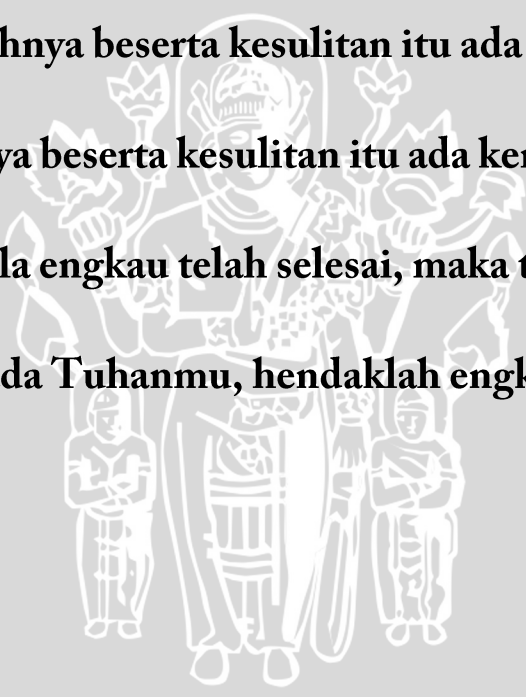 hnya beserta kesulitan itu ada
ya beserta kesulitan itu ada ke
la engkau telah selesai, maka t
da Tuhanmu, hendaklah engk